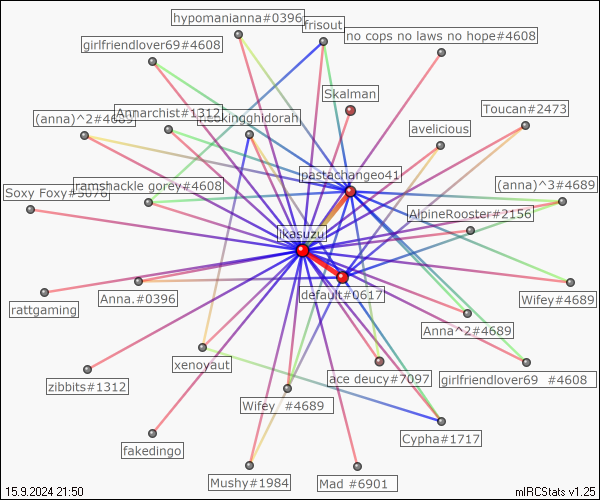 hypomanianna#0396
frisout
no cops no laws no hope#4608
girlfriendlover69#4608
Skalman
Toucan#2473
(anna)^2#4689
Annarchist#1312
avelicious
pastachangeo41
ramshackle gorey#4608
(anna)^3#4689
Soxy Foxy#5078
AlpineRooster#2156
ikasuzu
Anna.#0396
default#0617
rattgaming
Wifey#4689
Anna^2#4689
xenoyaut
ace deucy#7097
girlfriendlover69 #4608
zibbits#1312
Wifey #4689
Cypha#1717
fakedingo
Mushy#1984
Mad #6901
15.9.2024 21:50
mIRCStats v1.25